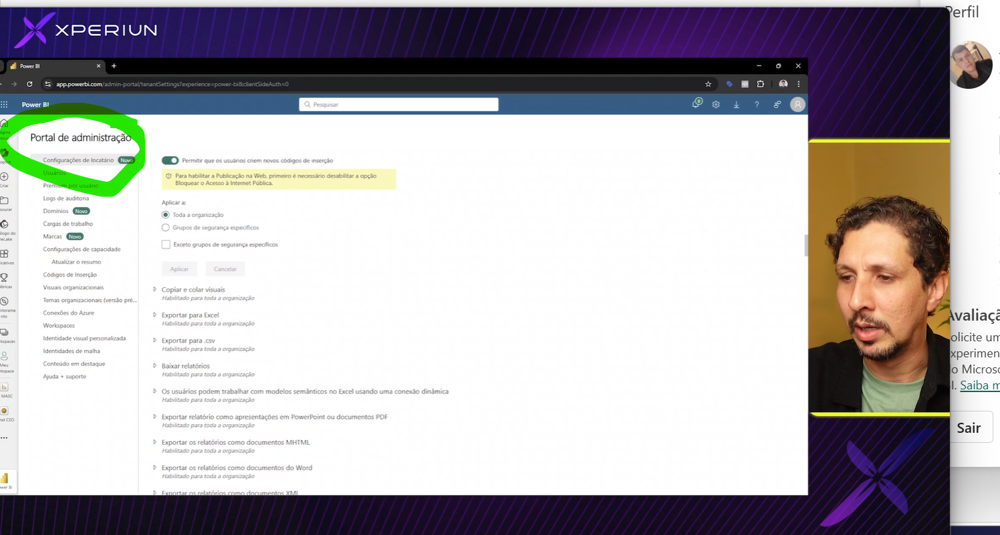 Perfil
XPERIUN
Power BI
app.powerbi.com/admin-portal/tenantSettings?experience=power-bi&clientSideAuth=0
Power BI
Pesquisar
9
Portal de administração
Configurações de locatário Novo
Usuários
Premium por usuário
Logs de auditoria
Domínios Novo
Cargas de trabalho
Marcas Novo
Configurações de capacidade
Atualizar o resumo
Códigos de Inserção
Visuais organizacionais
Temas organizacionais (versão pré...
Conexões do Azure
Workspaces
Identidade visual personalizada
Identidades de malha
Conteúdo em destaque
Ajuda + suporte
Permitir que os usuários criem novos códigos de inserção
Para habilitar a Publicação na Web, primeiro é necessário desabilitar a opção
Bloquear o Acesso à Internet Pública.
Aplicar a:
Toda a organização
Grupos de segurança específicos
Exceto grupos de segurança específicos
Aplicar Cancelar
Copiar e colar visuais
Habilitado para toda a organização
Exportar para Excel
Habilitado para toda a organização
Exportar para .csv
Habilitado para toda a organização
Baixar relatórios
Habilitado para toda a organização
Os usuários podem trabalhar com modelos semânticos no Excel usando uma conexão dinâmica
Habilitado para toda a organização
Exportar relatório como apresentações em PowerPoint ou documentos PDF
Habilitado para toda a organização
Exportar os relatórios como documentos MHTML
Habilitado para toda a organização
Exportar os relatórios como documentos do Word
Habilitado para toda a organização
Exportar os relatórios como documentos XML
Criar
Meu
MASC
Avaliaçã
olicite um
xperimen
o Microso
l. Saiba m
Sair